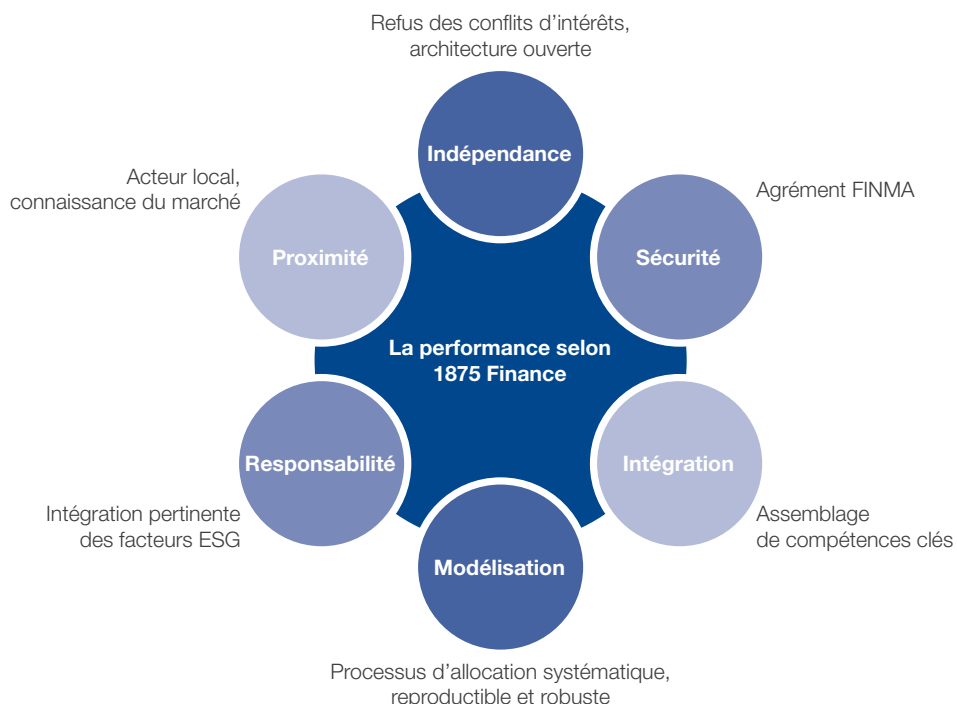 Refus des conflits d’intérêts,
architecture ouverte
Indépendance
Agrément FINMA
Sécurité
Acteur local,
connaissance du marché
Proximité
La performance selon
1875 Finance
Responsabilité
Intégration pertinente
des facteurs ESG
Intégration
Assemblage
de compétences clés
Modélisation
Processus d’allocation systématique,
reproductible et robuste